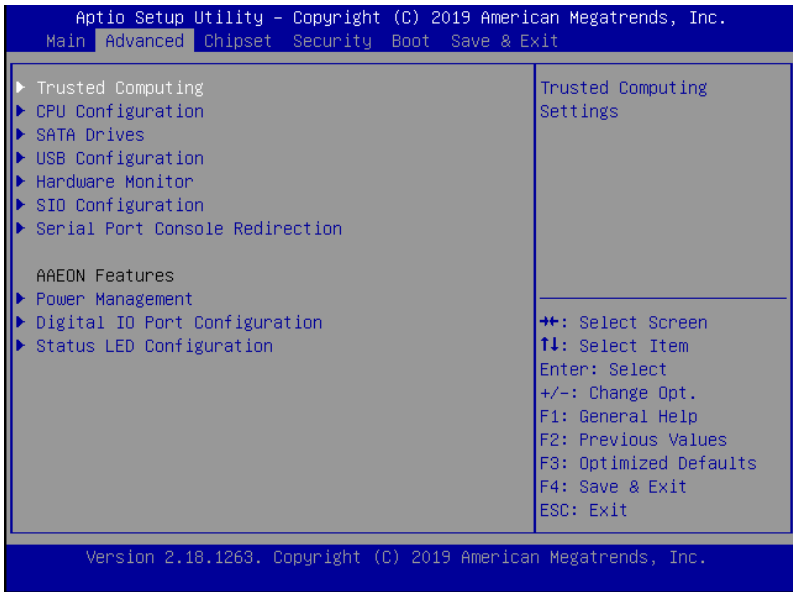 Aptio Setup Utility – Copyright (C) 2019 American Megatrends, Inc.
Main Advanced Chipset Security Boot Save & Exit
Trusted Computing
CPU Configuration
SATA Drives
USB Configuration
Hardware Monitor
SIO Configuration
Serial Port Console Redirection
AAEON Features
Power Management
Digital IO Port Configuration
Status LED Configuration
Trusted Computing
Settings
→←: Select Screen
↑↓: Select Item
Enter: Select
+/-: Change Opt.
F1: General Help
F2: Previous Values
F3: Optimized Defaults
F4: Save & Exit
ESC: Exit
Version 2.18.1263. Copyright (C) 2019 American Megatrends, Inc.